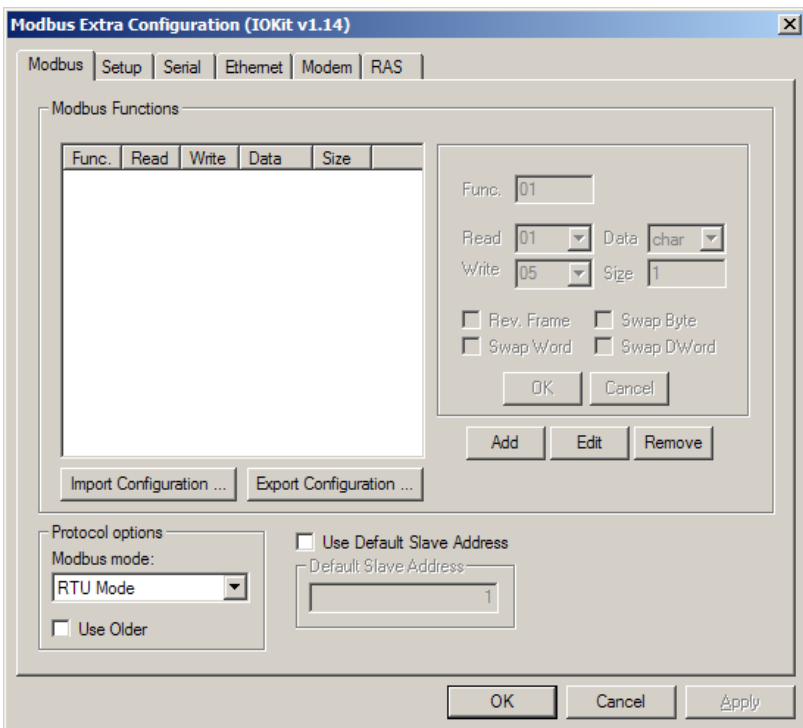 Modbus Extra Configuration (IOKit v1.14)
Modbus Setup Serial Ethernet Modem RAS
Modbus Functions
Func. Read Write Data Size
Func. 01
Read 01 Data char
Write 05 Size 1
Rev. Frame Swap Byte
Swap Word Swap DWord
OK Cancel
Add Edit Remove
Import Configuration ... Export Configuration ...
Protocol options
Modbus mode:
RTU Mode
Use Older
Use Default Slave Address
Default Slave Address
1
OK Cancel Apply